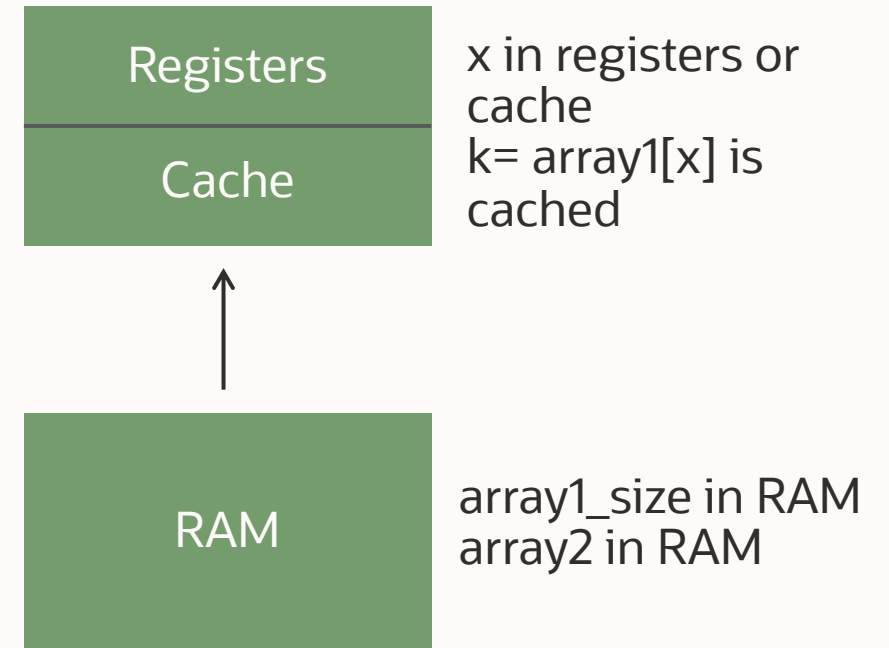 Registers
x in registers or
cache
k= array1[x] is
cached
Cache
RAM
array1_size in RAM
array2 in RAM